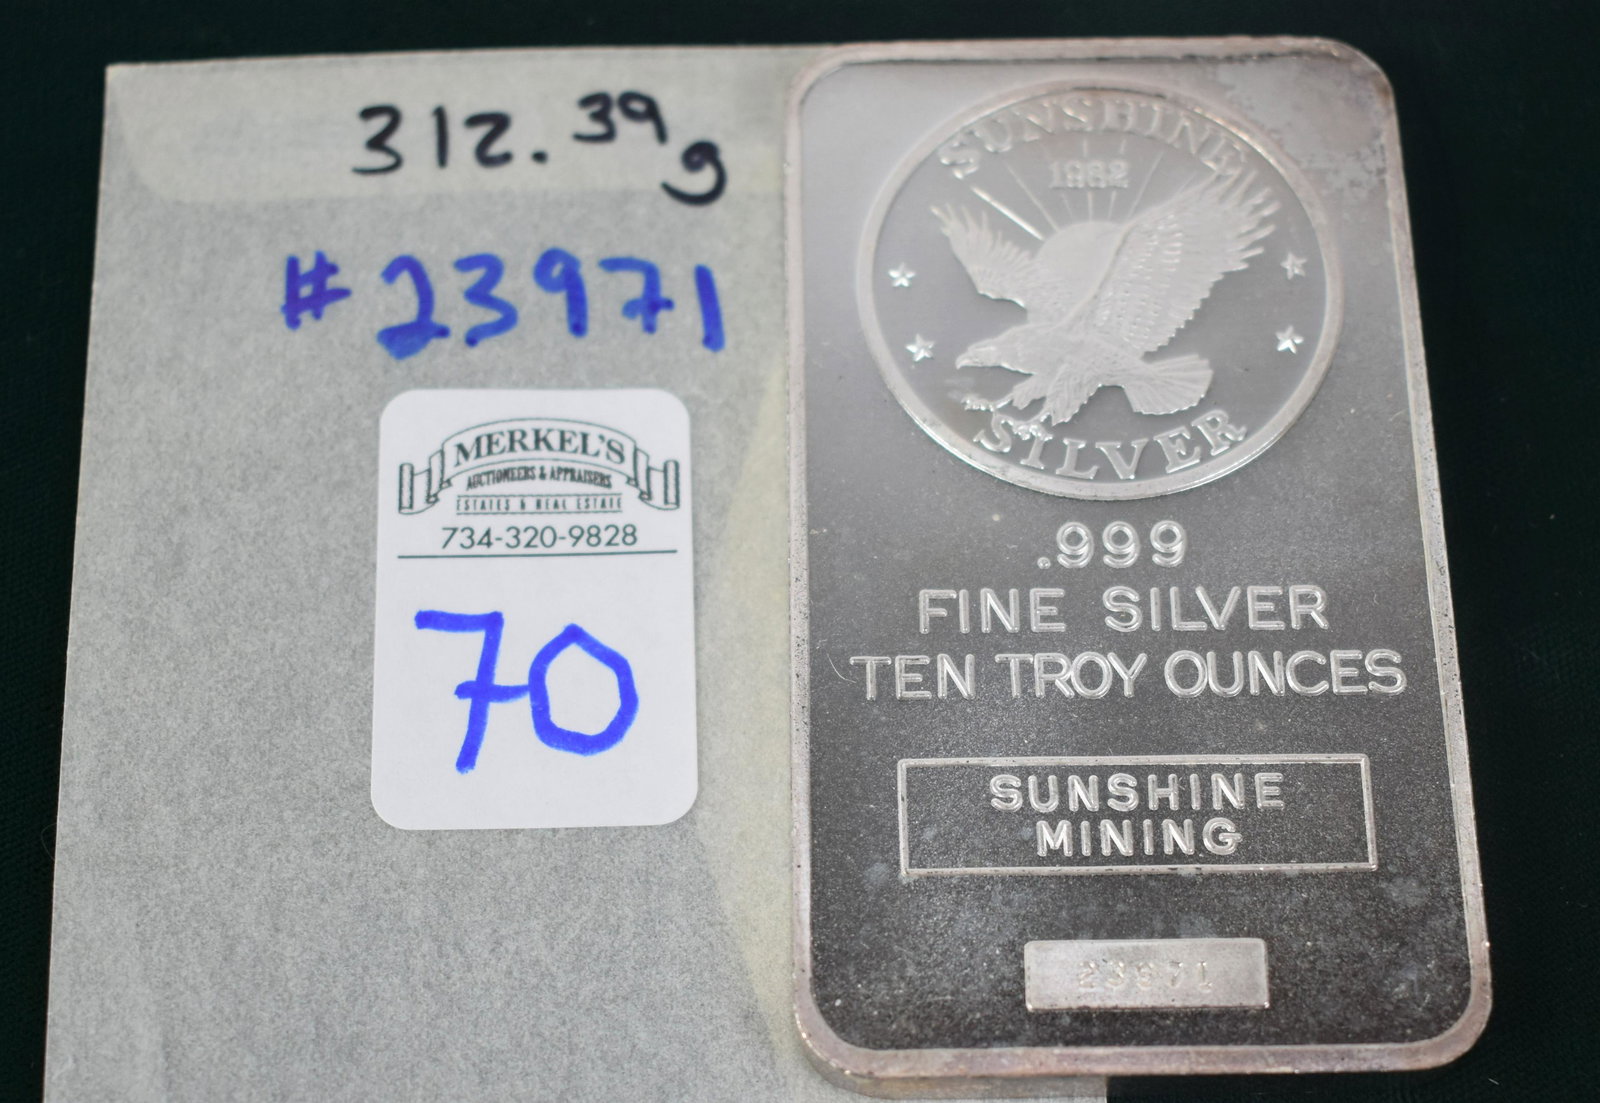 312.39g
#23971
MERKEL'S
AUCTIONEERS & APPRAISERS
ESTATES & REAL ESTATE
734-320-9828
70
SUNSHINE
1982
SILVER
.999
FINE SILVER
TEN TROY OUNCES
SUNSHINE
MINING
23971